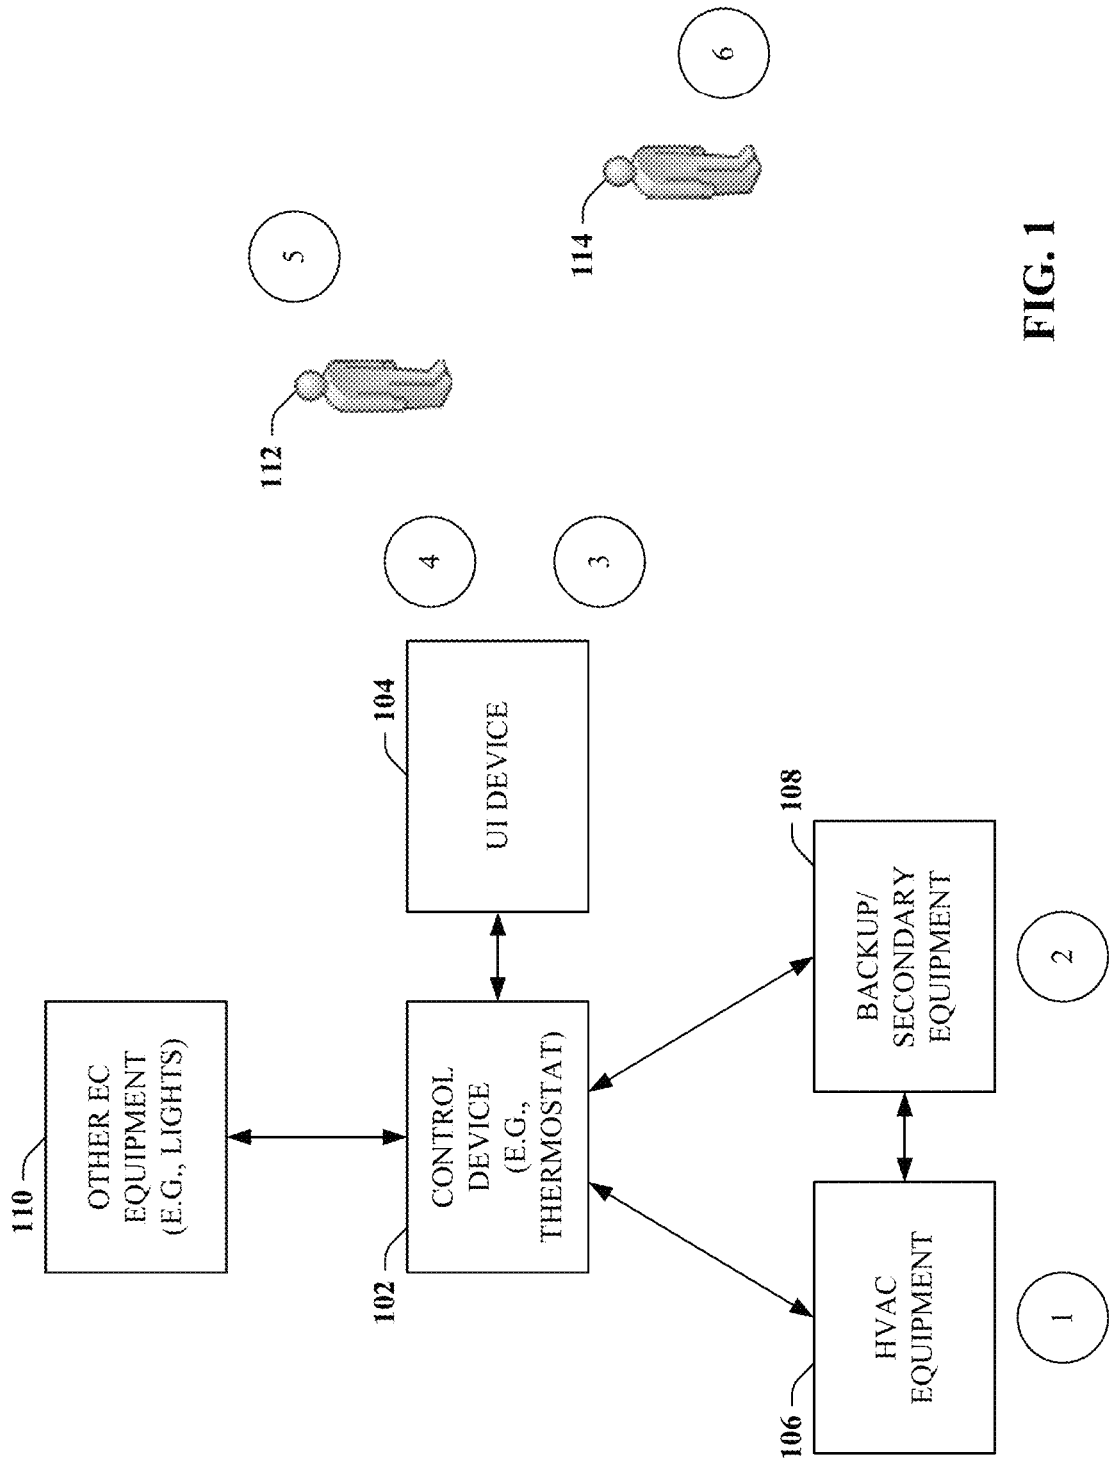 110
OTHER EC
EQUIPMENT
(E.G., LIGHTS)
102
CONTROL
DEVICE
(E.G.,
THERMOSTAT)
104
UI DEVICE
106
HVAC
EQUIPMENT
108
BACKUP/
SECONDARY
EQUIPMENT
1
2
3
4
112
5
114
6
FIG. 1